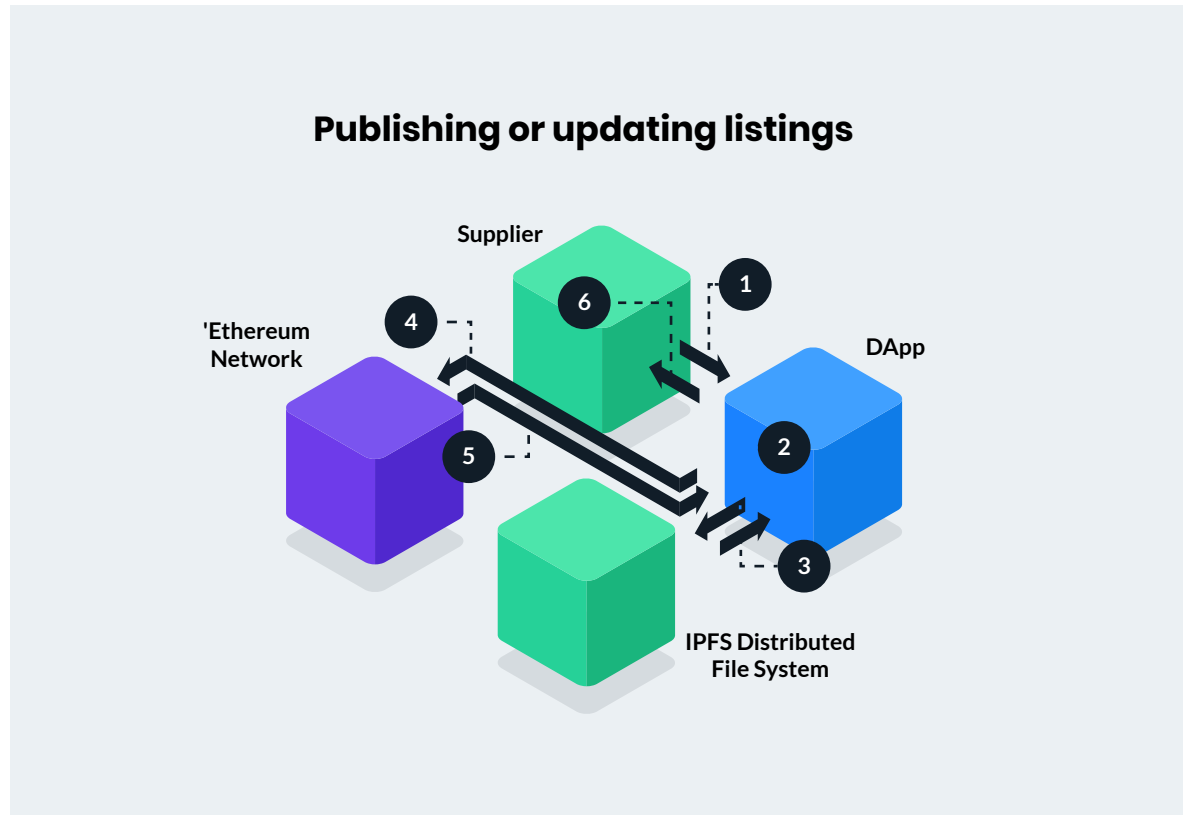 Publishing or updating listings
Supplier
1
6
4
'Ethereum
Network
DApp
2
5
3
IPFS Distributed
File System